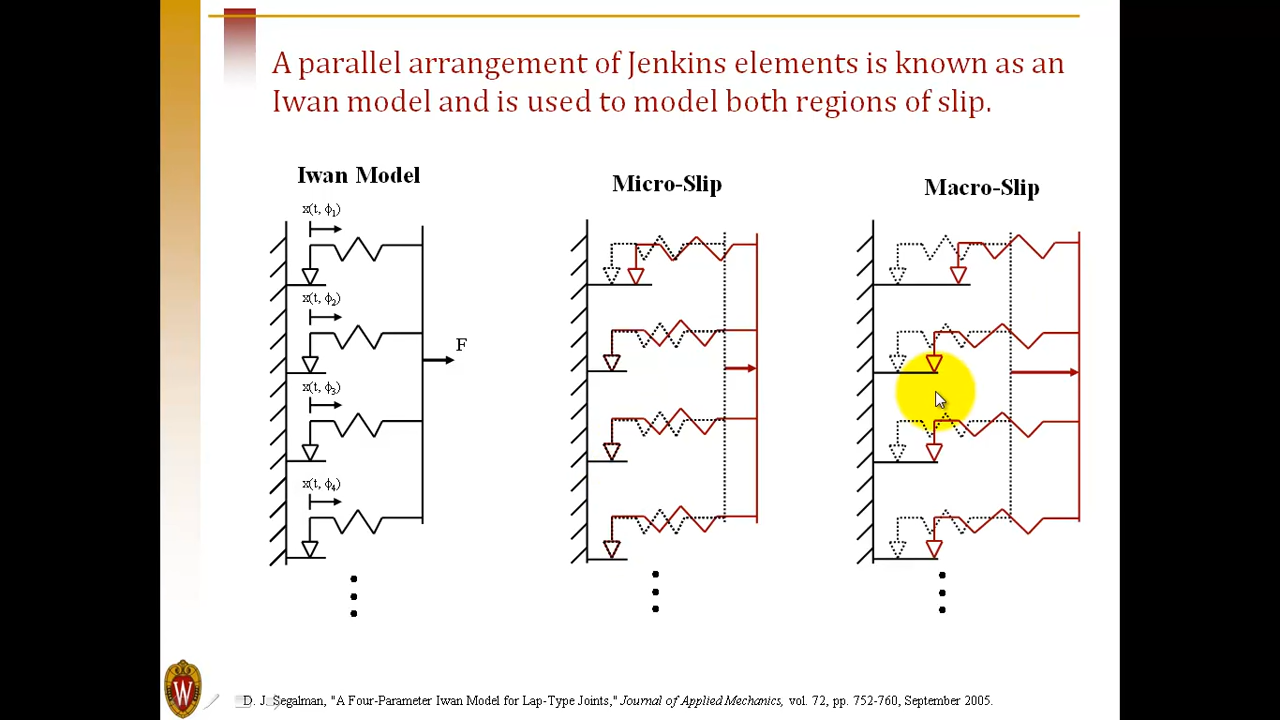 A parallel arrangement of Jenkins elements is known as an
Iwan model and is used to model both regions of slip.
Iwan Model
x(t, ϕ1)
x(t, ϕ2)
x(t, ϕ3)
x(t, ϕ4)
F
Micro-Slip
Macro-Slip
W
D. J. Segalman, "A Four-Parameter Iwan Model for Lap-Type Joints," Journal of Applied Mechanics, vol. 72, pp. 752-760, September 2005.